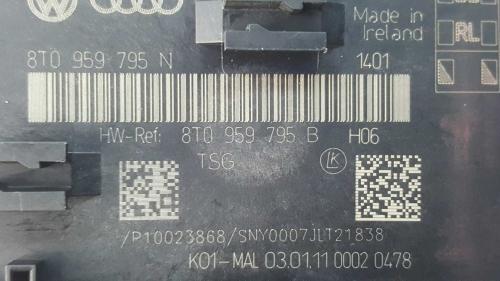 Made in
Ireland
RL
8T0 959 795 N 1401
HW-Ref: 8T0 959 795 B H06
TSG
LK
/P10023868/SNY0007JLT21838
K01-MAL 03.01.11 0002 0478